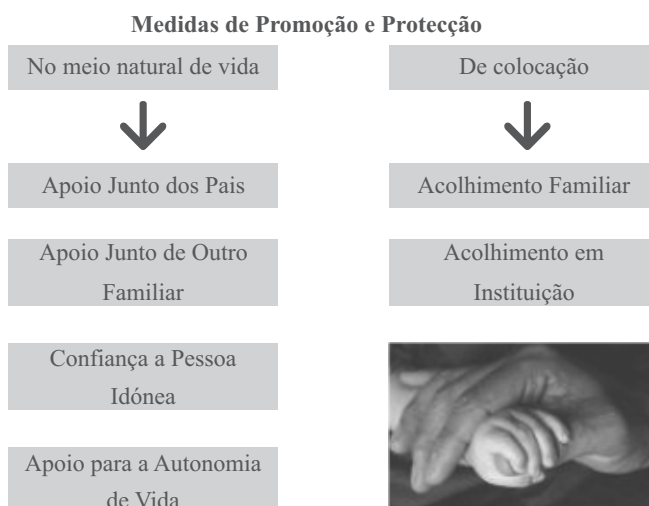 Medidas de Promoção e Protecção
No meio natural de vida
De colocação
Apoio Junto dos Pais
Acolhimento Familiar
Apoio Junto de Outro
Familiar
Acolhimento em
Instituição
Confiança a Pessoa
Idónea
Apoio para a Autonomia
de Vida